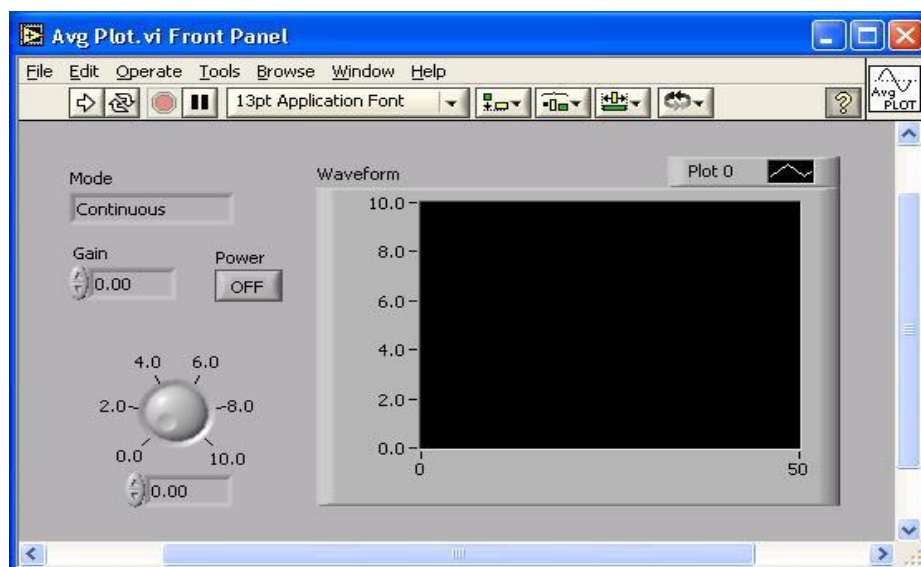 Avg Plot.vi Front Panel
File Edit Operate Tools Browse Window Help
13pt Application Font
?
Avg
PLOT
Mode
Continuous
Gain
0.00
Power
OFF
4.0 6.0
2.0 8.0
0.0 10.0
0.00
Waveform
Plot 0
10.0
8.0
6.0
4.0
2.0
0.0
0 50